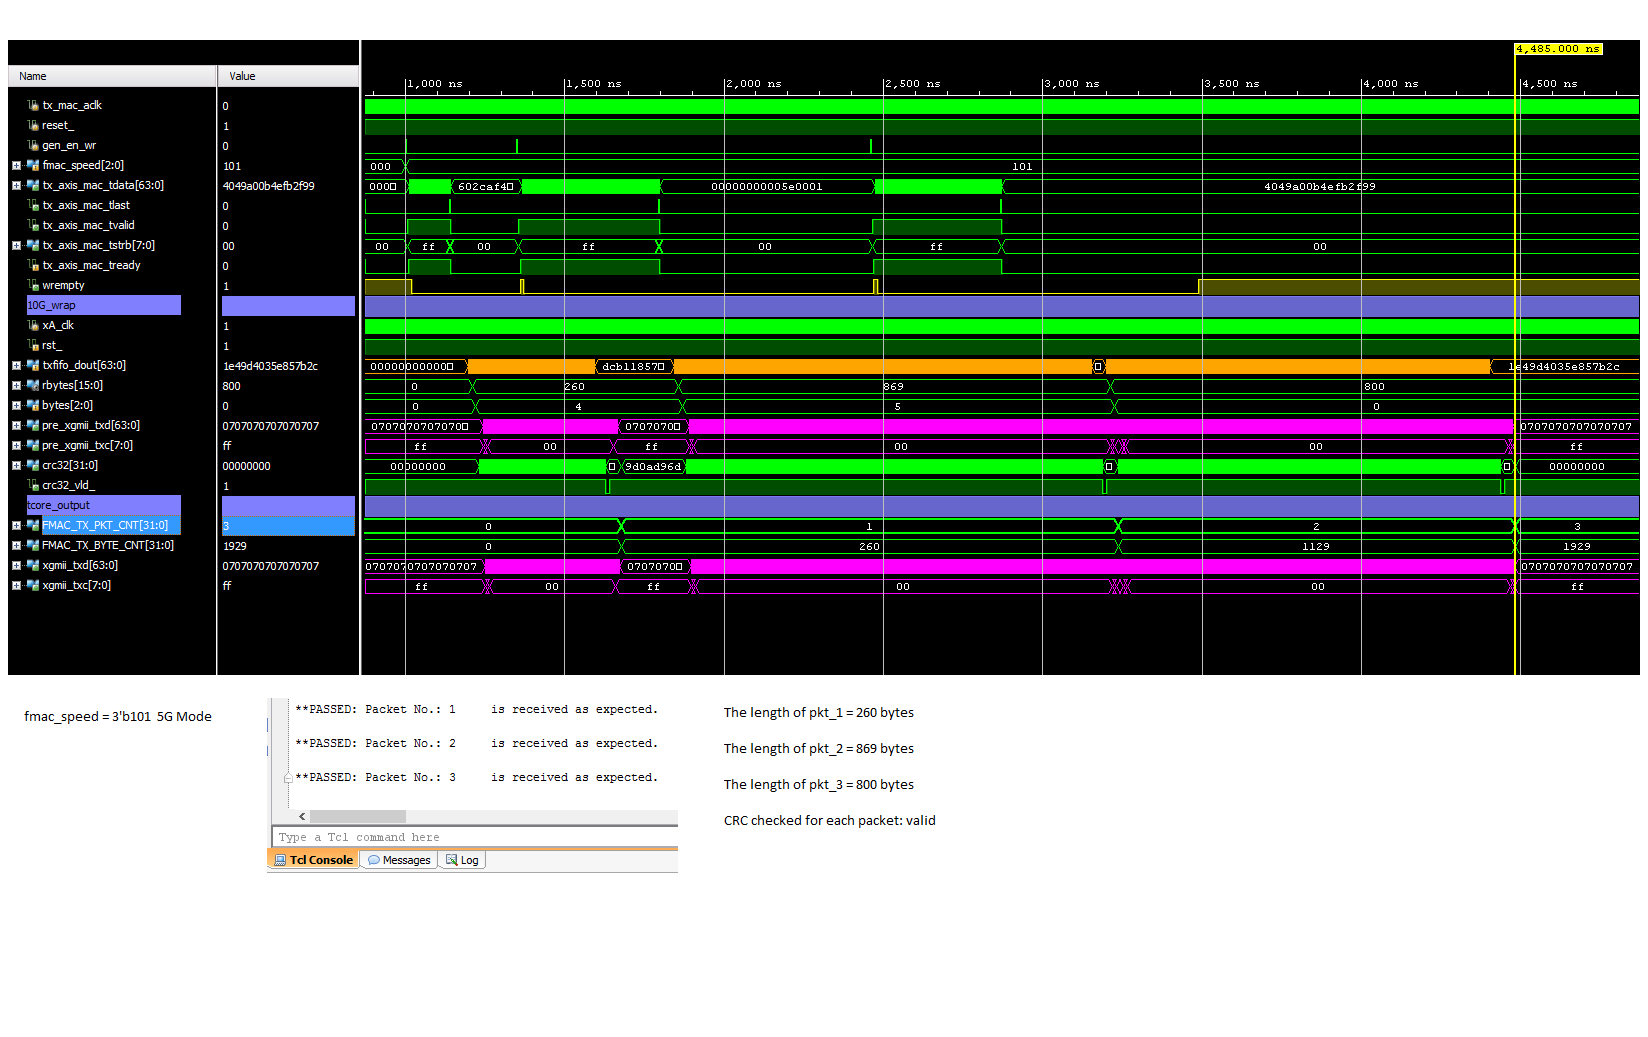 4,485.000 ns
Name Value
1,000 ns 1,500 ns 2,000 ns 2,500 ns 3,000 ns 3,500 ns 4,000 ns 4,500 ns
tx_mac_aclk 0
reset_ 1
gen_en_wr 0
fmac_speed[2:0] 101 000 101
tx_axis_mac_tdata[63:0] 4049a00b4efb2f99 000 602caf4 00000000005e0001 4049a00b4efb2f99
tx_axis_mac_tlast 0
tx_axis_mac_tvalid 0
tx_axis_mac_tstrb[7:0] 00 00 ff 00 ff 00 ff 00
tx_axis_mac_tready 0
wrempty 1
10G_wrap
xA_clk 1
rst_ 1
txfifo_dout[63:0] 1e49d4035e857b2c 00000000000 dcb11857 1e49d4035e857b2c
rbytes[15:0] 800 0 260 869 800
bytes[2:0] 0 0 4 5 0
pre_xgmii_txd[63:0] 0707070707070707 0707070707070 0707070 0707070707070707
pre_xgmii_txc[7:0] ff ff 00 ff 00 00 ff
crc32[31:0] 00000000 00000000 9d0ad96d 00000000
crc32_vld_ 1
tcore_output
FMAC_TX_PKT_CNT[31:0] 3 0 1 2 3
FMAC_TX_BYTE_CNT[31:0] 1929 0 260 1129 1929
xgmii_txd[63:0] 0707070707070707 0707070707070707 0707070 0707070707070707
xgmii_txc[7:0] ff ff 00 ff 00 00 ff
fmac_speed = 3'b101 5G Mode
**PASSED: Packet No.: 1 is received as expected.
**PASSED: Packet No.: 2 is received as expected.
**PASSED: Packet No.: 3 is received as expected.
Type a Tcl command here
Tcl Console Messages Log
The length of pkt_1 = 260 bytes
The length of pkt_2 = 869 bytes
The length of pkt_3 = 800 bytes
CRC checked for each packet: valid